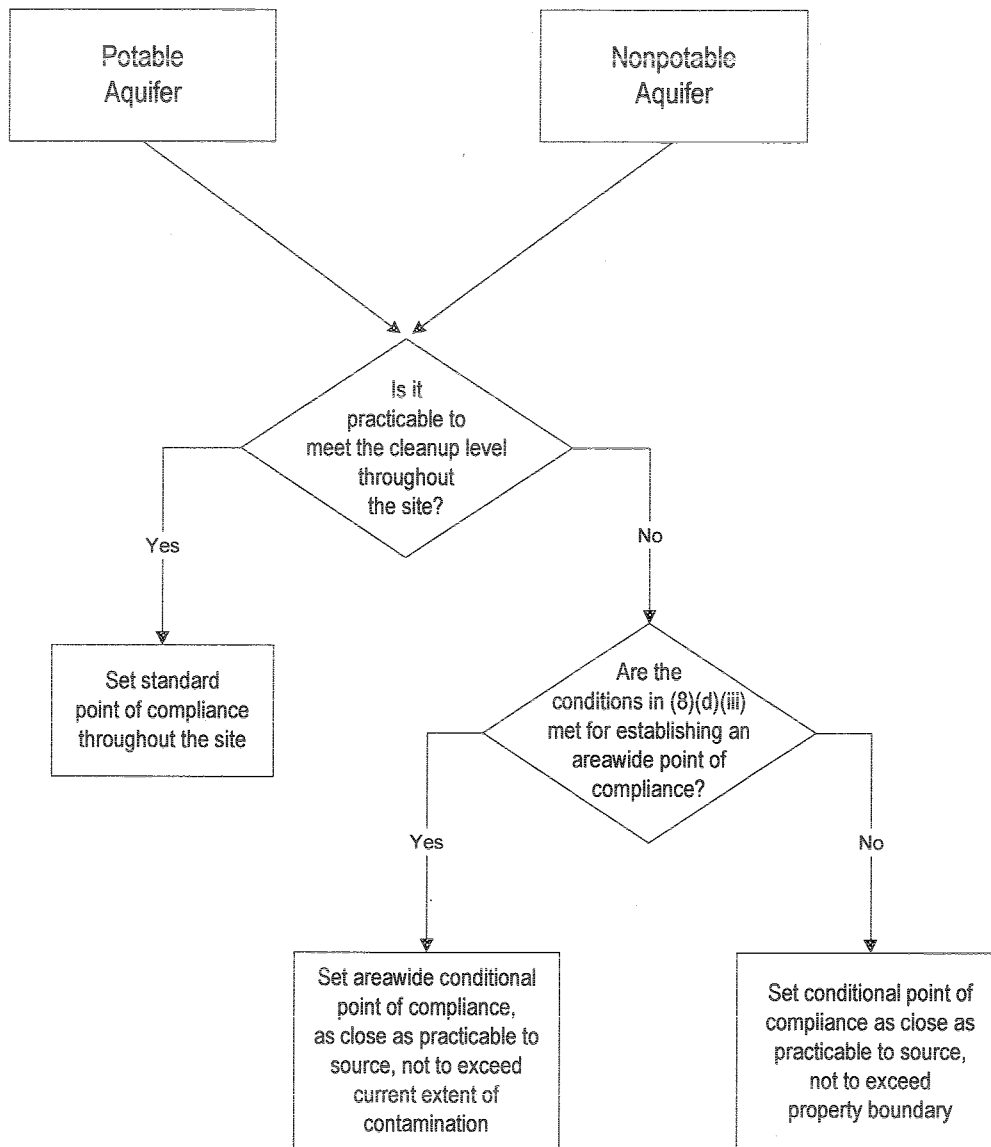 Potable
Aquifer
Nonpotable
Aquifer
Is it
practicable to
meet the cleanup level
throughout
the site?
Yes
No
Set standard
point of compliance
throughout the site
Are the
conditions in (8)(d)(iii)
met for establishing an
areawide point of
compliance?
Yes
No
Set areawide conditional
point of compliance,
as close as practicable to
source, not to exceed
current extent of
contamination
Set conditional point of
compliance as close as
practicable to source,
not to exceed
property boundary